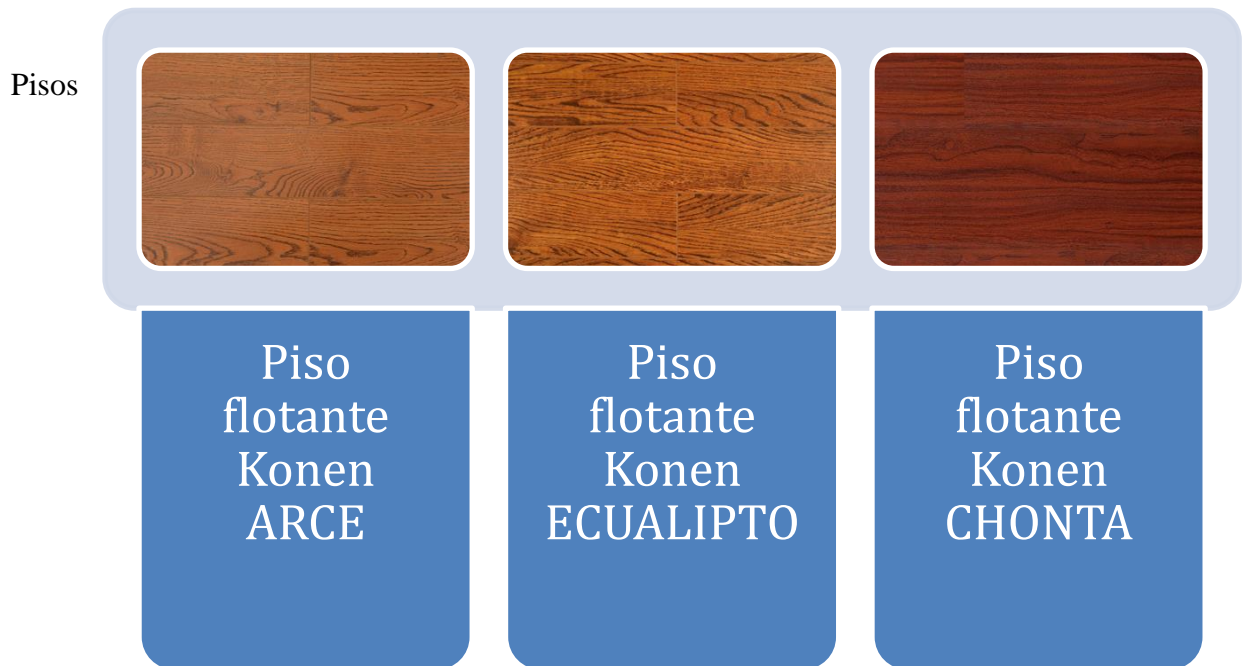 Pisos
Piso
flotante
Konen
ARCE
Piso
flotante
Konen
ECUALIPTO
Piso
flotante
Konen
CHONTA